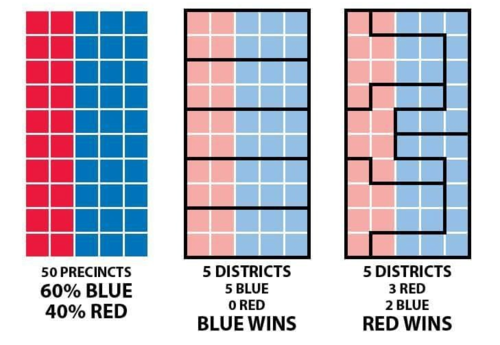 50 PRECINCTS
60% BLUE
40% RED
5 DISTRICTS
5 BLUE
0 RED
BLUE WINS
5 DISTRICTS
3 RED
2 BLUE
RED WINS